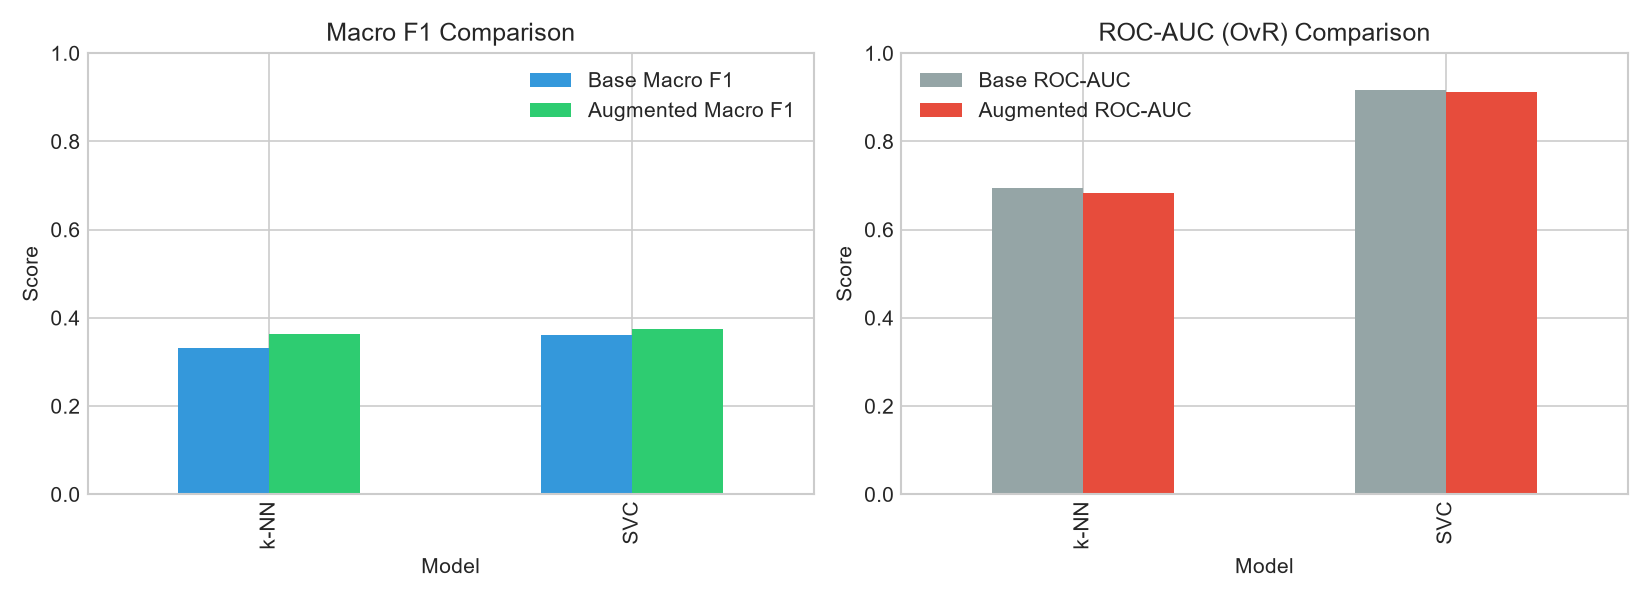 Macro F1 Comparison
Base Macro F1
Augmented Macro F1
1.0
0.8
0.6
0.4
0.2
0.0
Score
k-NN
SVC
Model
ROC-AUC (OvR) Comparison
Base ROC-AUC
Augmented ROC-AUC
1.0
0.8
0.6
0.4
0.2
0.0
Score
k-NN
SVC
Model